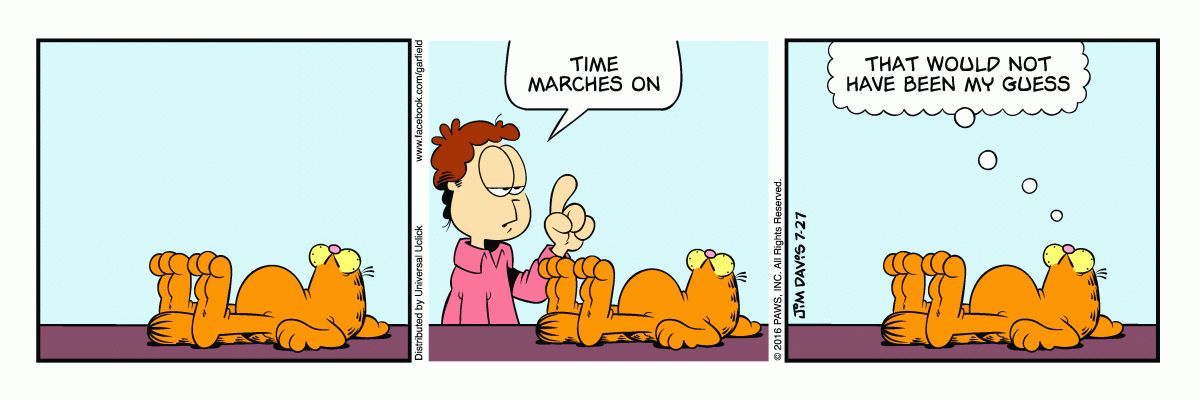 www.facebook.com/garfield
Distributed by Universal Uclick
TIME
MARCHES ON
© 2016 PAWS, INC. All Rights Reserved.
JIM DAVIS 7-27
THAT WOULD NOT
HAVE BEEN MY GUESS